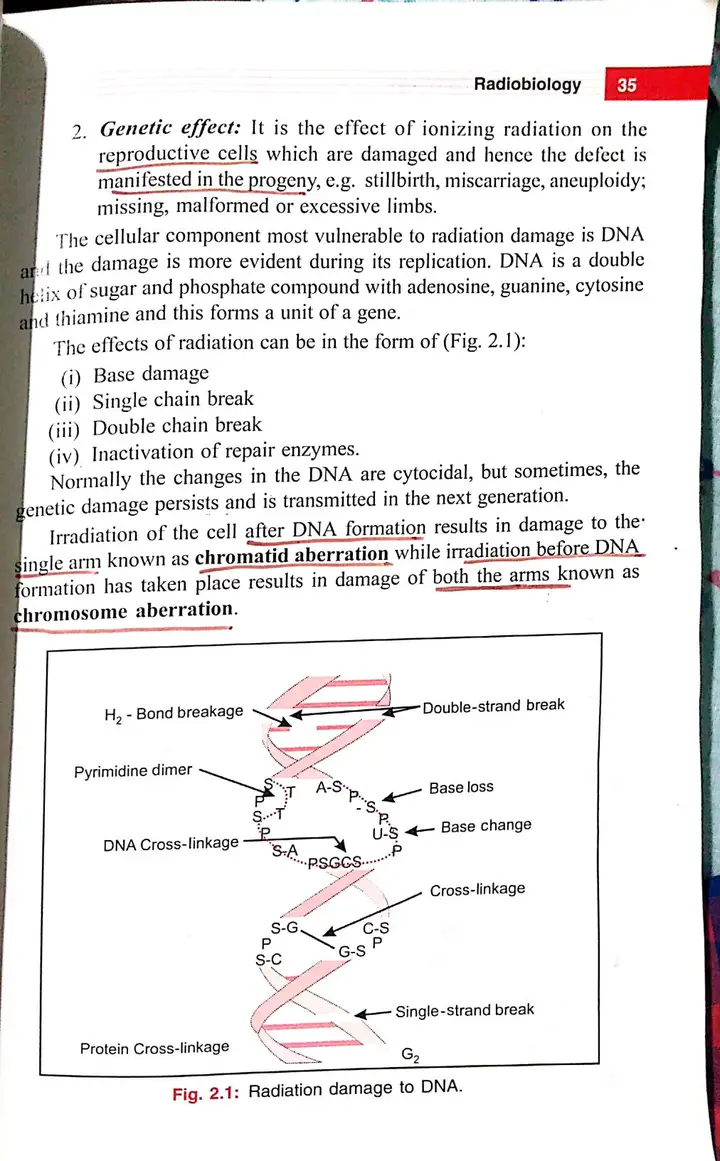 Radiobiology 35
2. Genetic effect: It is the effect of ionizing radiation on the
reproductive cells which are damaged and hence the defect is
manifested in the progeny, e.g. stillbirth, miscarriage, aneuploidy;
missing, malformed or excessive limbs.
The cellular component most vulnerable to radiation damage is DNA
and the damage is more evident during its replication. DNA is a double
helix of sugar and phosphate compound with adenosine, guanine, cytosine
and thiamine and this forms a unit of a gene.
The effects of radiation can be in the form of (Fig. 2.1):
(i) Base damage
(ii) Single chain break
(iii) Double chain break
(iv) Inactivation of repair enzymes.
Normally the changes in the DNA are cytocidal, but sometimes, the
genetic damage persists and is transmitted in the next generation.
Irradiation of the cell after DNA formation results in damage to the
single arm known as chromatid aberration while irradiation before DNA
formation has taken place results in damage of both the arms known as
chromosome aberration.
H2 - Bond breakage
Double-strand break
Pyrimidine dimer
S T A-S P
Base loss
P - S
S T P
U-S Base change
P
DNA Cross-linkage
S-A PSGCS P
Cross-linkage
S-G C-S
P G-S P
S-C
Single-strand break
Protein Cross-linkage
G2
Fig. 2.1: Radiation damage to DNA.